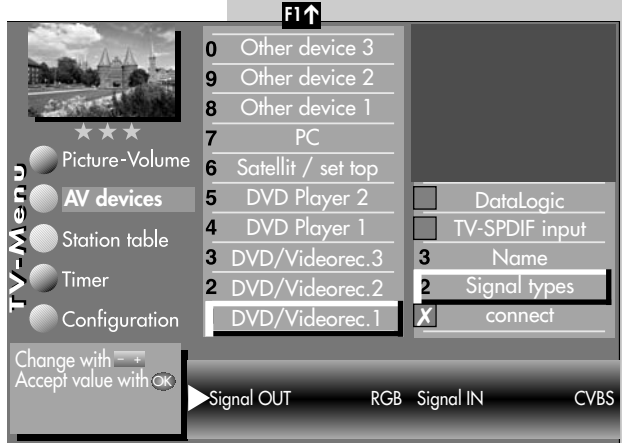 F1↑
TV-Menu
Picture-Volume
AV devices
Station table
Timer
Configuration
0 Other device 3
9 Other device 2
8 Other device 1
7 PC
6 Satellit / set top
5 DVD Player 2
4 DVD Player 1
3 DVD/Videorec.3
2 DVD/Videorec.2
DVD/Videorec.1
DataLogic
TV-SPDIF input
3 Name
2 Signal types
X connect
Change with - +
Accept value with OK
Signal OUT RGB Signal IN CVBS